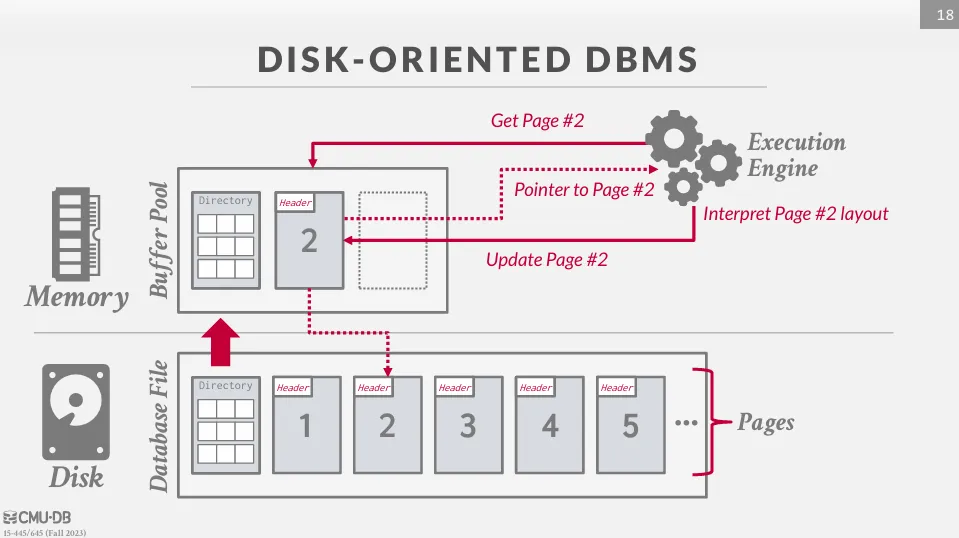 18
DISK-ORIENTED DBMS
Get Page #2
Execution
Engine
Pointer to Page #2
Interpret Page #2 layout
Update Page #2
Memory
Buffer Pool
Directory
Header
2
Disk
Database File
Directory
Header
1
Header
2
Header
3
Header
4
Header
5
•••
Pages
CMU·DB
15-445/645 (Fall 2023)